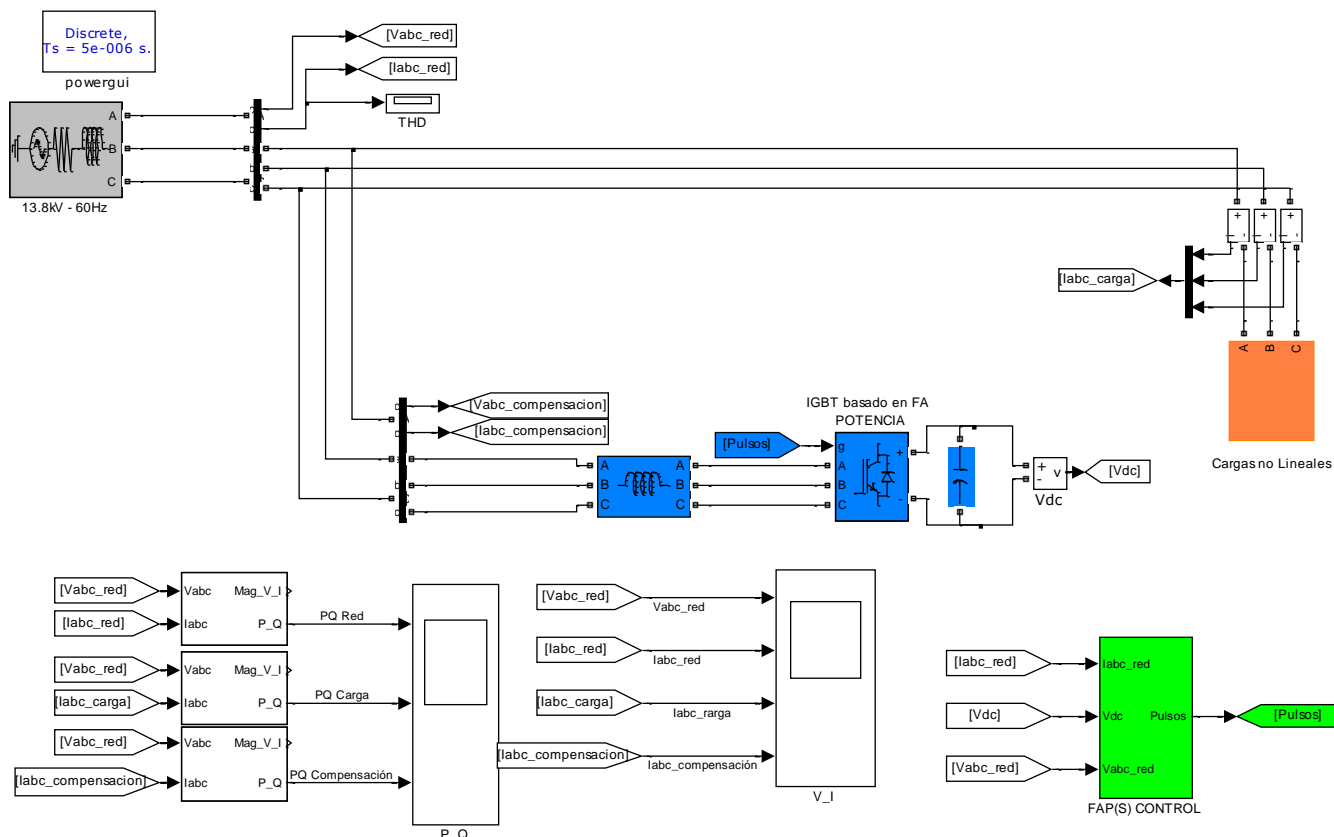 Discrete,
Ts = 5e-006 s.
powergui
[Vabc_red]
[Iabc_red]
THD
A
B
C
13.8kV - 60Hz
+
-
+
-
+
-
[Iabc_carga]
A
B
C
Cargas no Lineales
[Vabc_compensacion]
[Iabc_compensacion]
A
B
C
A
B
C
IGBT basado en FA
POTENCIA
[Pulsos]
g
A
B
C
+
-
+
-
v
Vdc
[Vdc]
[Vabc_red]
[Iabc_red]
Vabc
Iabc
Mag_V_I
P_Q
PQ Red
[Vabc_red]
[Iabc_carga]
Vabc
Iabc
Mag_V_I
P_Q
PQ Carga
[Vabc_red]
[Iabc_compensacion]
Vabc
Iabc
Mag_V_I
P_Q
PQ Compensación
P_Q
[Vabc_red]
Vabc_red
[Iabc_red]
Iabc_red
[Iabc_carga]
Iabc_rarga
[Iabc_compensacion]
Iabc_compensación
V_I
[Iabc_red]
[Vdc]
[Vabc_red]
Iabc_red
Vdc
Vabc_red
Pulsos
[Pulsos]
FAP(S) CONTROL